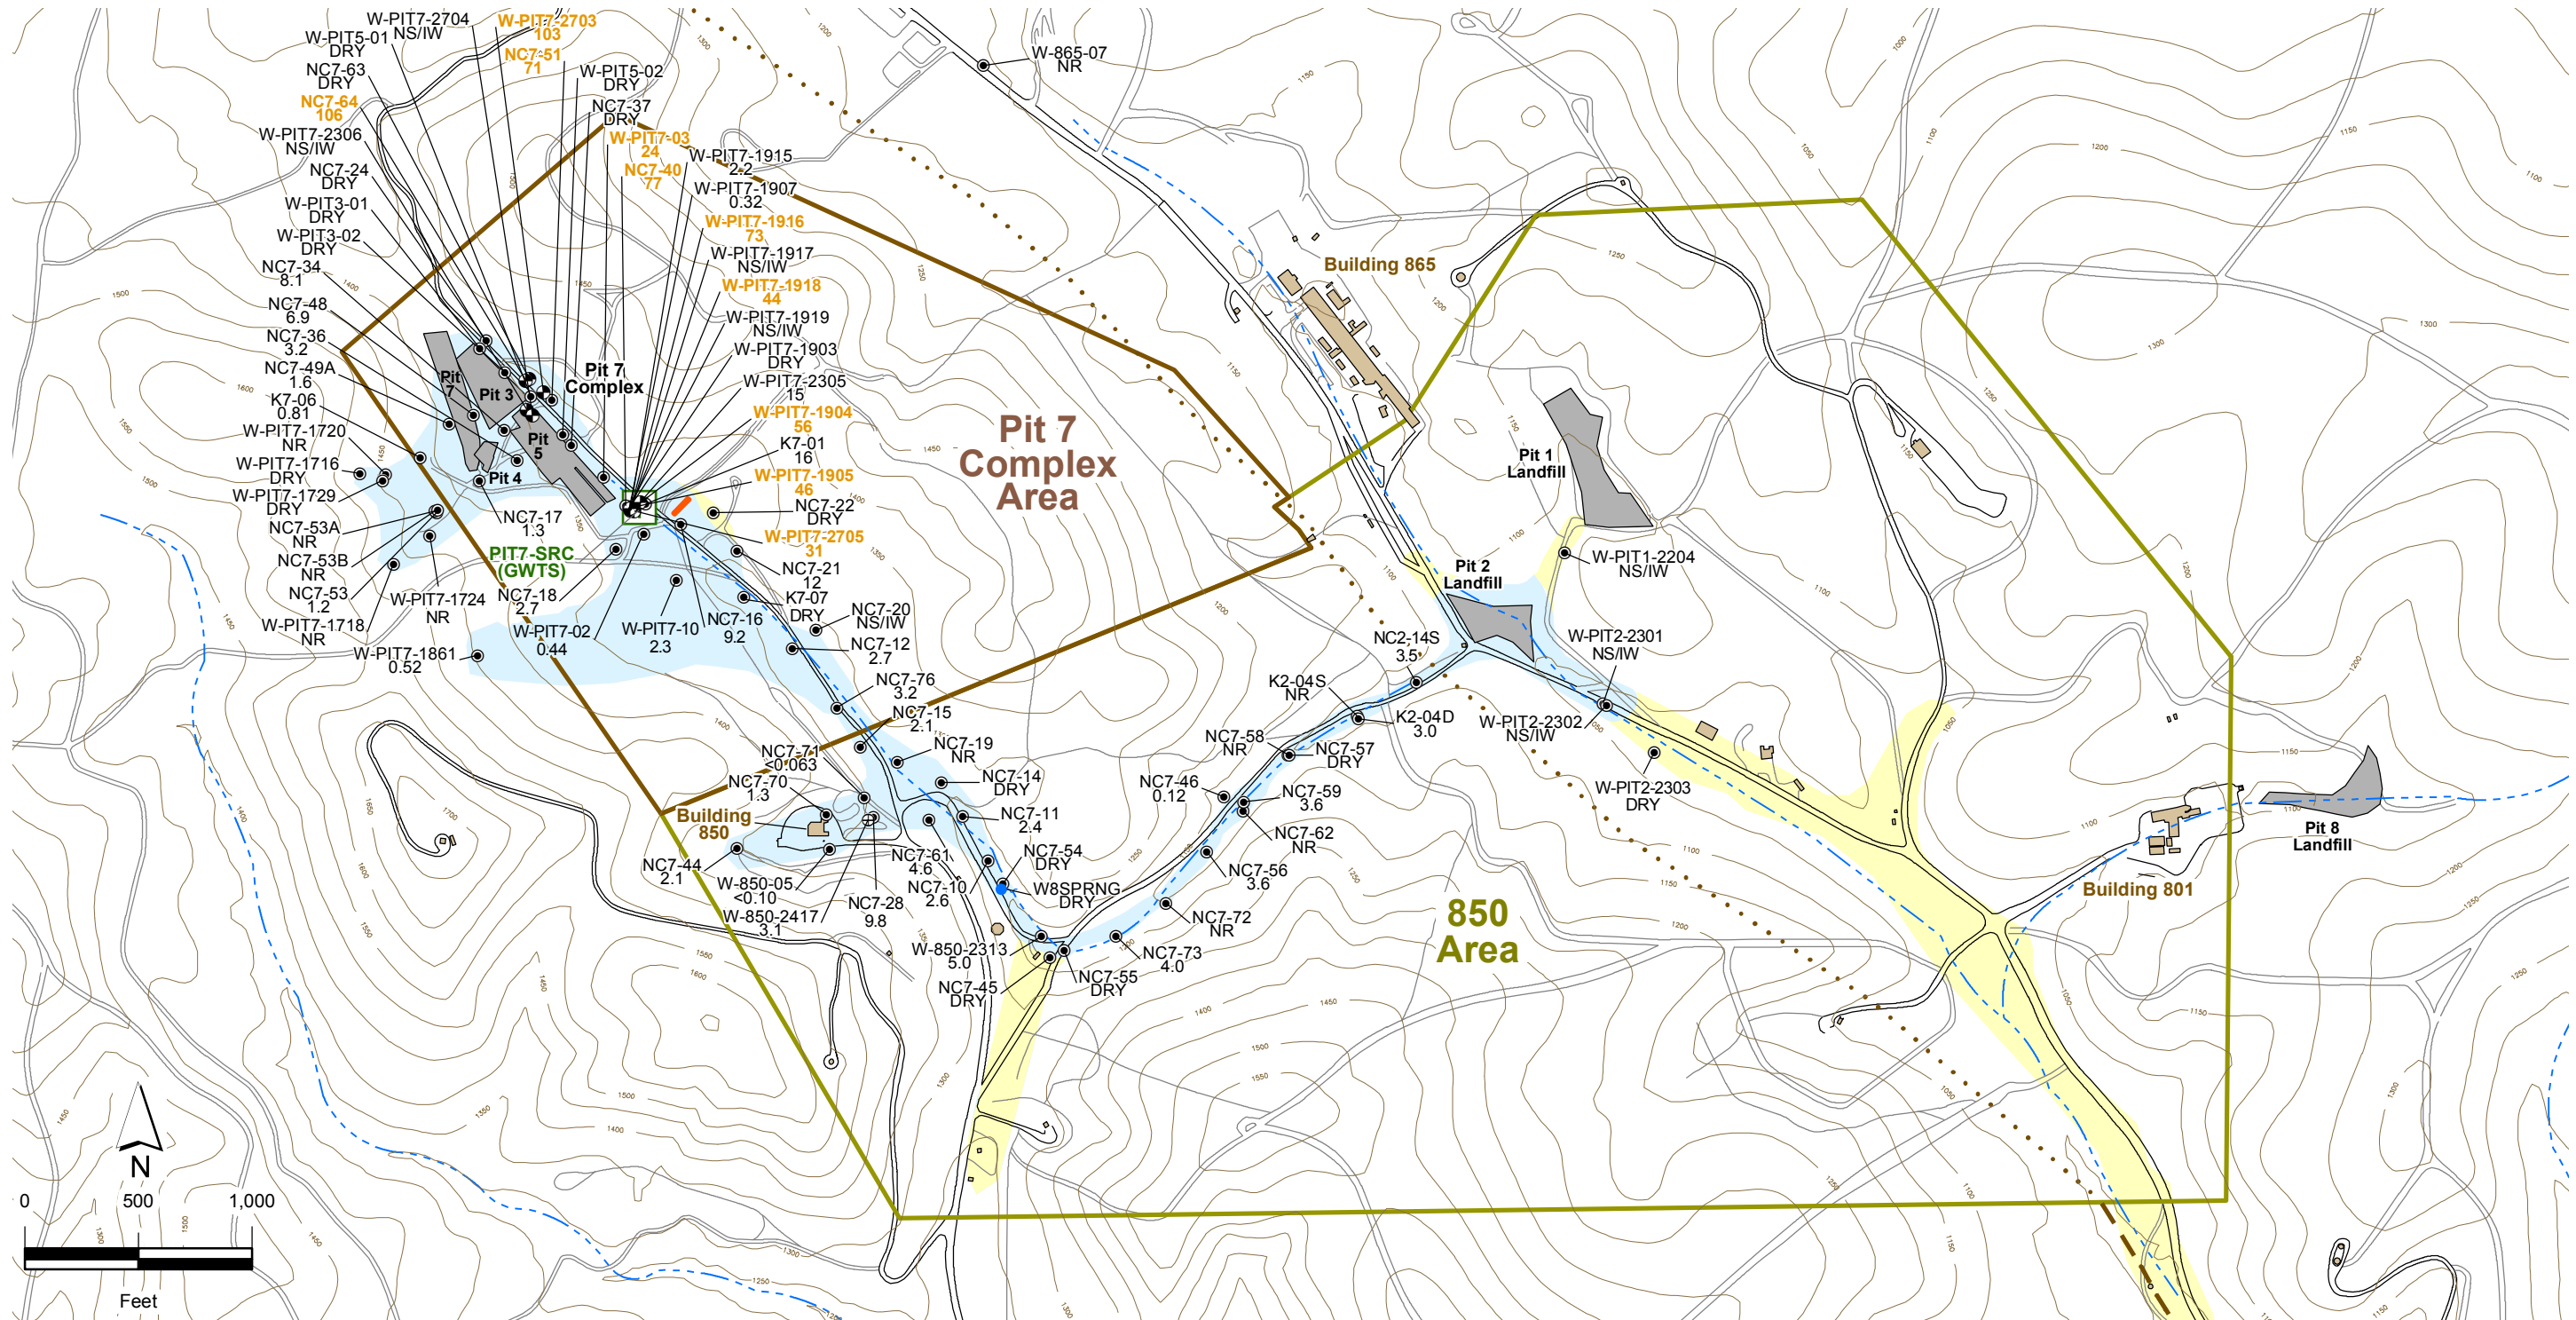 W-PIT7-2704
NS/IW
W-PIT7-2703
103
W-PIT5-01
DRY
NC7-51
71
NC7-63
DRY
W-PIT5-02
DRY
NC7-64
106
NC7-37
DRY
W-PIT7-2306
NS/IW
W-PIT7-03
24
NC7-24
DRY
NC7-40
77
W-PIT7-1915
2.2
W-PIT3-01
DRY
W-PIT7-1907
0.32
W-PIT3-02
DRY
W-PIT7-1916
73
NC7-34
8.1
W-PIT7-1917
NS/IW
NC7-48
6.9
W-PIT7-1918
44
NC7-36
3.2
W-PIT7-1919
NS/IW
NC7-49A
1.6
W-PIT7-1903
DRY
K7-06
0.81
W-PIT7-2305
15
W-PIT7-1720
NR
W-PIT7-1904
56
W-PIT7-1716
DRY
K7-01
16
W-PIT7-1729
DRY
W-PIT7-1905
46
NC7-53A
NR
NC7-22
DRY
NC7-53B
NR
W-PIT7-2705
31
NC7-53
1.2
NC7-21
12
W-PIT7-1718
NR
K7-07
DRY
W-PIT7-1861
0.52
NC7-20
NS/IW
W-PIT7-1724
NR
NC7-12
2.7
NC7-17
1.3
PIT7-SRC
(GWTS)
NC7-18
2.7
W-PIT7-02
0.44
W-PIT7-10
2.3
NC7-16
9.2
Pit
7
Pit 3
Pit
5
Pit 4
Pit 7
Complex
Pit 7
Complex
Area
W-865-07
NR
Building 865
Pit 1
Landfill
Pit 2
Landfill
W-PIT1-2204
NS/IW
W-PIT2-2301
NS/IW
W-PIT2-2302
NS/IW
W-PIT2-2303
DRY
NC2-14S
3.5
K2-04S
NR
K2-04D
3.0
NC7-58
NR
NC7-57
DRY
NC7-46
0.12
NC7-59
3.6
NC7-62
NR
NC7-56
3.6
NC7-72
NR
NC7-73
4.0
NC7-55
DRY
NC7-76
3.2
NC7-15
2.1
NC7-19
NR
NC7-14
DRY
NC7-11
2.4
NC7-54
DRY
W8SPRNG
DRY
NC7-71
<0.063
NC7-70
1.3
Building
850
NC7-44
2.1
W-850-05
<0.10
W-850-2417
3.1
NC7-28
9.8
NC7-61
4.6
NC7-10
2.6
W-850-2313
5.0
NC7-45
DRY
850
Area
Building 801
Pit 8
Landfill
N
0 500 1,000
Feet